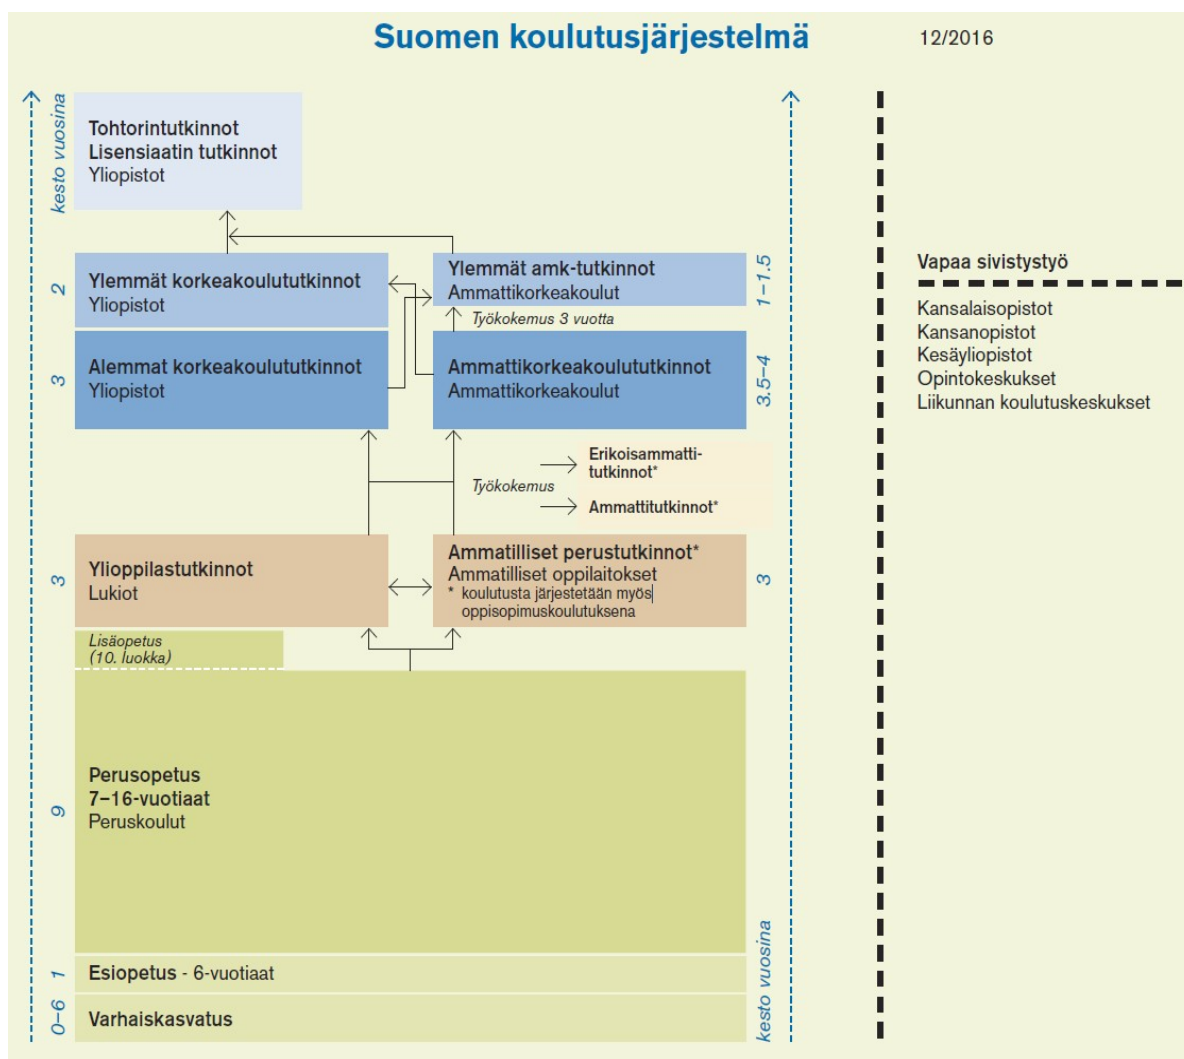 Suomen koulutusjärjestelmä
12/2016
kesto vuosina
Tohtorintutkinnot
Lisensiaatin tutkinnot
Yliopistot
2
Ylemmät korkeakoulututkinnot
Yliopistot
Ylemmät amk-tutkinnot
Ammattikorkeakoulut
1–1.5
Työkokemus 3 vuotta
3
Alemmat korkeakoulututkinnot
Yliopistot
Ammattikorkeakoulututkinnot
Ammattikorkeakoulut
3.5–4
Työkokemus
Erikoisammatti-
tutkinnot*
Ammattitutkinnot*
3
Ylioppilastutkinnot
Lukiot
Ammatilliset perustutkinnot*
Ammatilliset oppilaitokset
* koulutusta järjestetään myös
oppisopimuskoulutuksena
3
Lisäopetus
(10. luokka)
9
Perusopetus
7–16-vuotiaat
Peruskoulut
1
Esiopetus - 6-vuotiaat
0–6
Varhaiskasvatus
kesto vuosina
Vapaa sivistystyö
Kansalaisopistot
Kansanopistot
Kesäyliopistot
Opintokeskukset
Liikunnan koulutuskeskukset